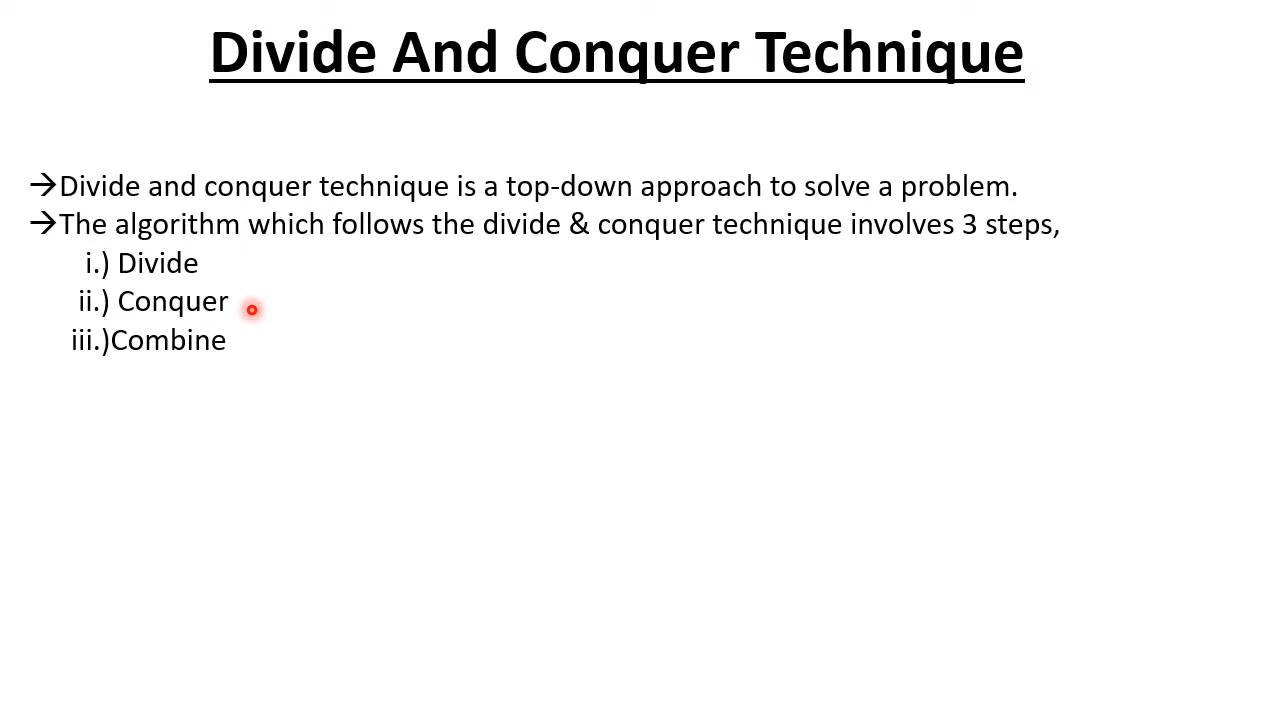 Divide And Conquer Technique
→Divide and conquer technique is a top-down approach to solve a problem.
→The algorithm which follows the divide & conquer technique involves 3 steps,
i.) Divide
ii.) Conquer
iii.)Combine